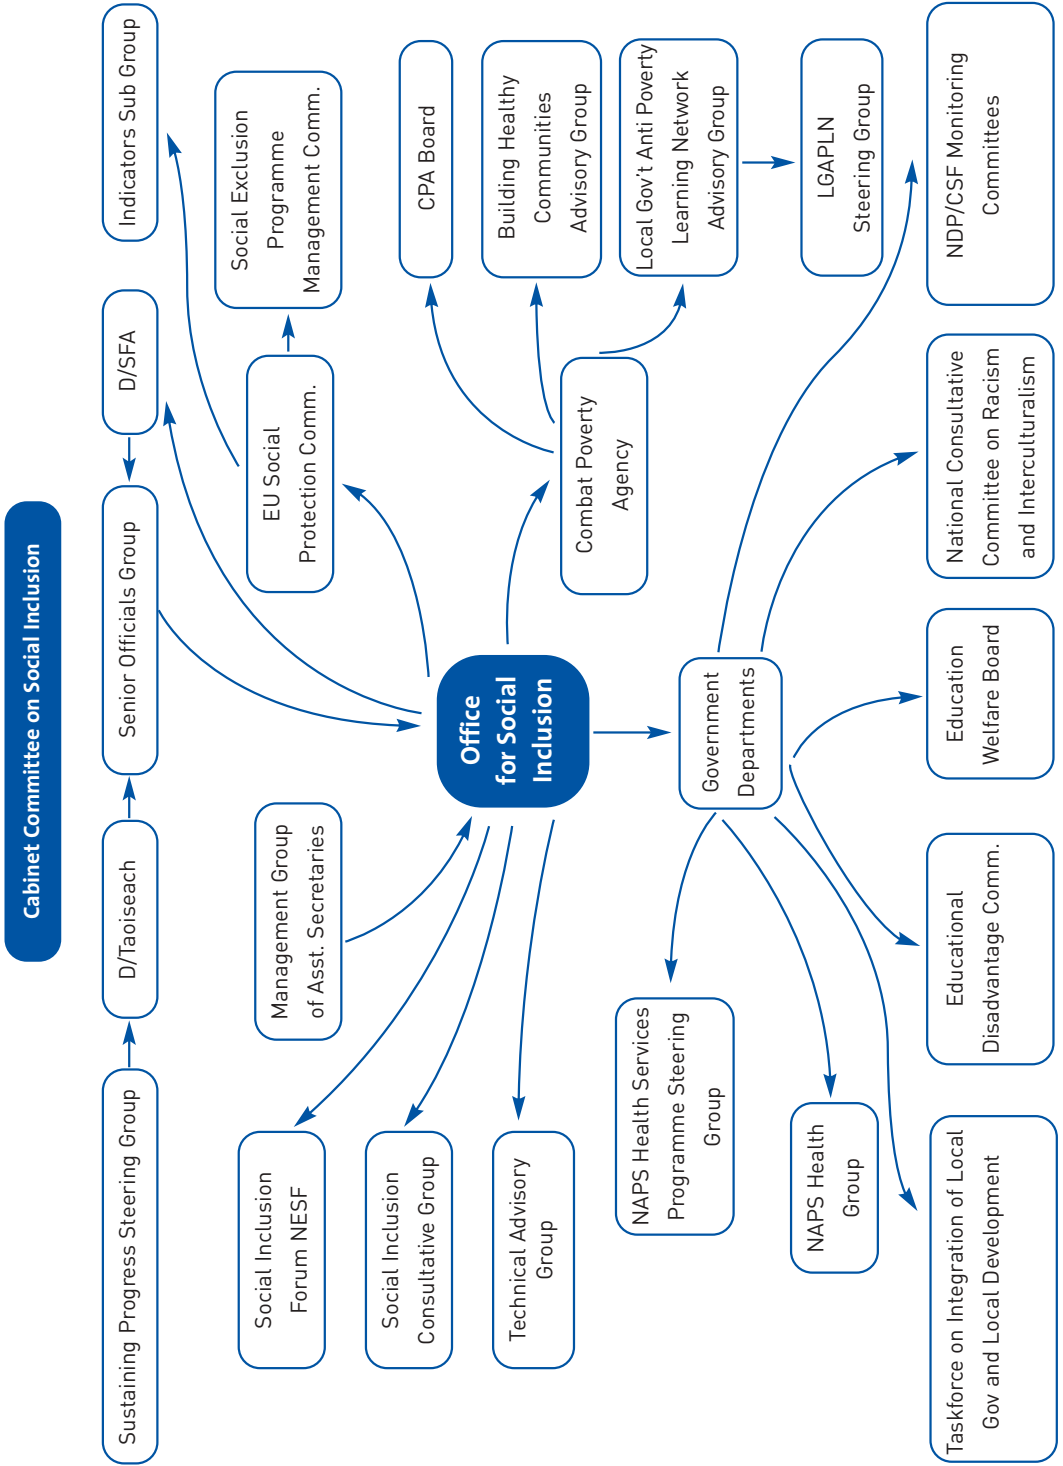 Cabinet Committee on Social Inclusion
Sustaining Progress Steering Group
D/Taoiseach
Senior Officials Group
D/SFA
Indicators Sub Group
Management Group
of Asst. Secretaries
EU Social
Protection Comm.
Social Exclusion
Programme
Management Comm.
Social Inclusion
Forum NESF
Social Inclusion
Consultative Group
Technical Advisory
Group
Office
for Social
Inclusion
Combat Poverty
Agency
CPA Board
Building Healthy
Communities
Advisory Group
Local Gov't Anti Poverty
Learning Network
Advisory Group
LGAPLN
Steering Group
NAPS Health Services
Programme Steering
Group
NAPS Health
Group
Government
Departments
Taskforce on Integration of Local
Gov and Local Development
Educational
Disadvantage Comm.
Education
Welfare Board
National Consultative
Committee on Racism
and Interculturalism
NDP/CSF Monitoring
Committees